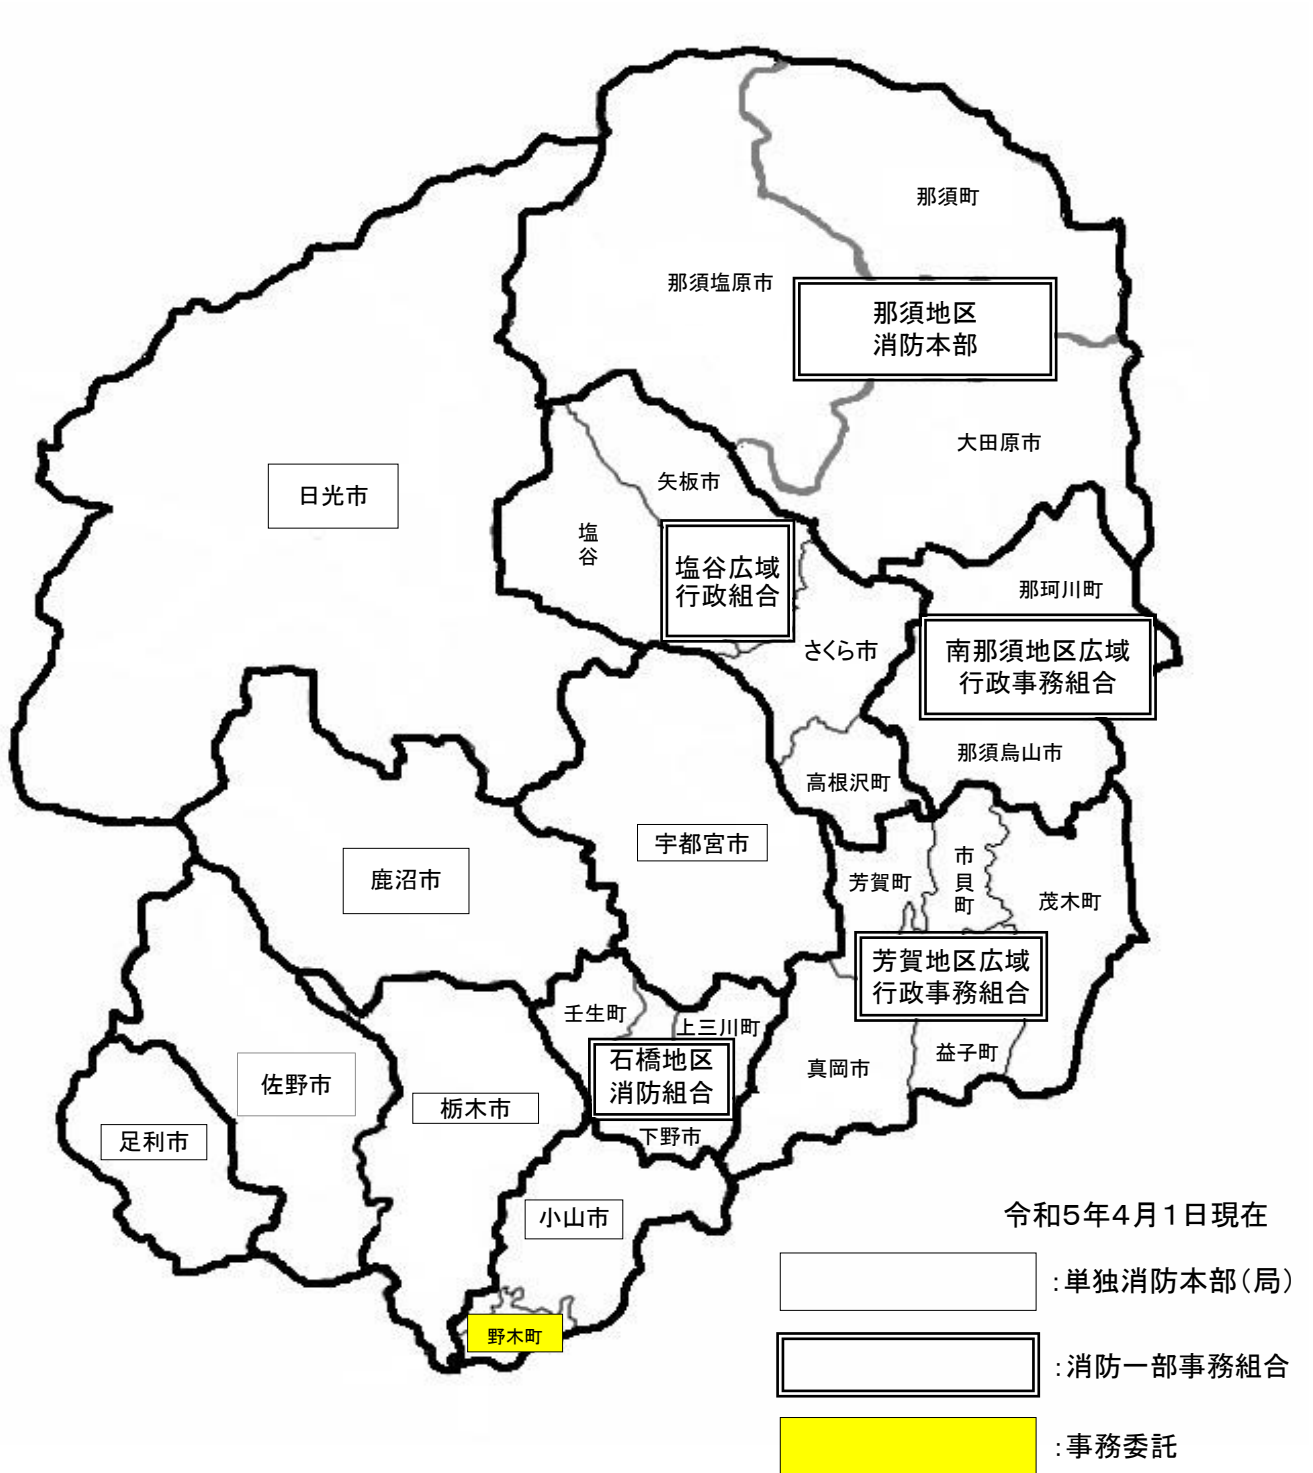 那須町
那須塩原市
那須地区
消防本部
大田原市
矢板市
日光市
塩
谷
塩谷広域
行政組合
那珂川町
さくら市
南那須地区広域
行政事務組合
那須烏山市
高根沢町
宇都宮市
鹿沼市
芳賀町
市
貝
町
茂木町
芳賀地区広域
行政事務組合
壬生町
上三川町
石橋地区
消防組合
益子町
真岡市
佐野市
栃木市
足利市
下野市
小山市
野木町
令和5年4月1日現在
:単独消防本部(局)
:消防一部事務組合
:事務委託